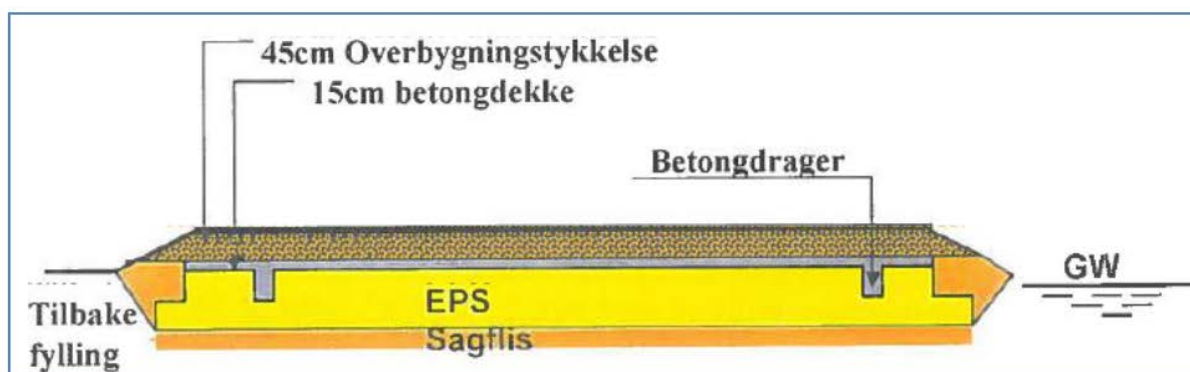 45cm Overbygningstykkelse
15cm betongdekke
Betongdrager
GW
EPS
Sagflis
Tilbake
fylling